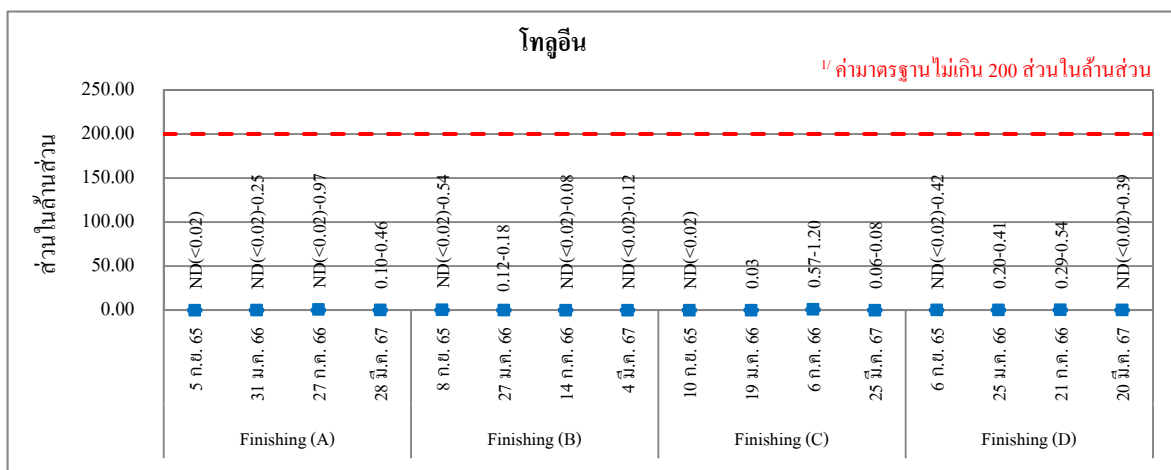 โทลูอีน
1/ ค่ามาตรฐานไม่เกิน 200 ส่วนในล้านส่วน
ส่วนในล้านส่วน
250.00
200.00
150.00
100.00
50.00
0.00
ND(<0.02)
ND(<0.02)-0.25
ND(<0.02)-0.97
0.10-0.46
ND(<0.02)-0.54
0.12-0.18
ND(<0.02)-0.08
ND(<0.02)-0.12
ND(<0.02)
0.03
0.57-1.20
0.06-0.08
ND(<0.02)-0.42
0.20-0.41
0.29-0.54
ND(<0.02)-0.39
5 ก.ย. 65
31 ม.ค. 66
27 ก.ค. 66
28 มี.ค. 67
8 ก.ย. 65
27 ม.ค. 66
14 ก.ค. 66
4 มี.ค. 67
10 ก.ย. 65
19 ม.ค. 66
6 ก.ค. 66
25 มี.ค. 67
6 ก.ย. 65
25 ม.ค. 66
21 ก.ค. 66
20 มี.ค. 67
Finishing (A)
Finishing (B)
Finishing (C)
Finishing (D)